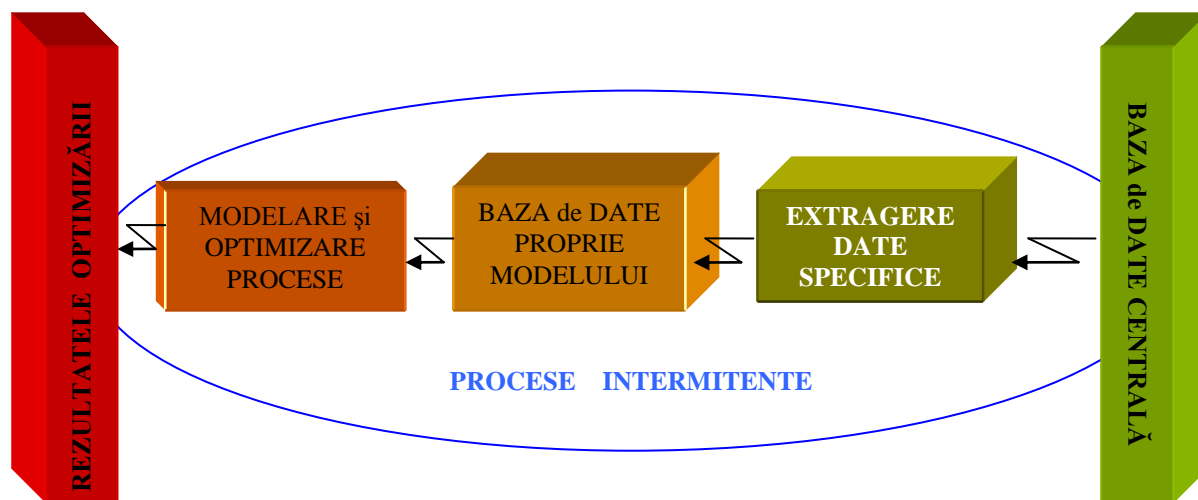 REZULTATELE OPTIMIZĂRII
MODELARE şi
OPTIMIZARE
PROCESE
BAZA de DATE
PROPRIE
MODELULUI
EXTRAGERE
DATE
SPECIFICE
BAZA de DATE CENTRALĂ
PROCESE INTERMITENTE